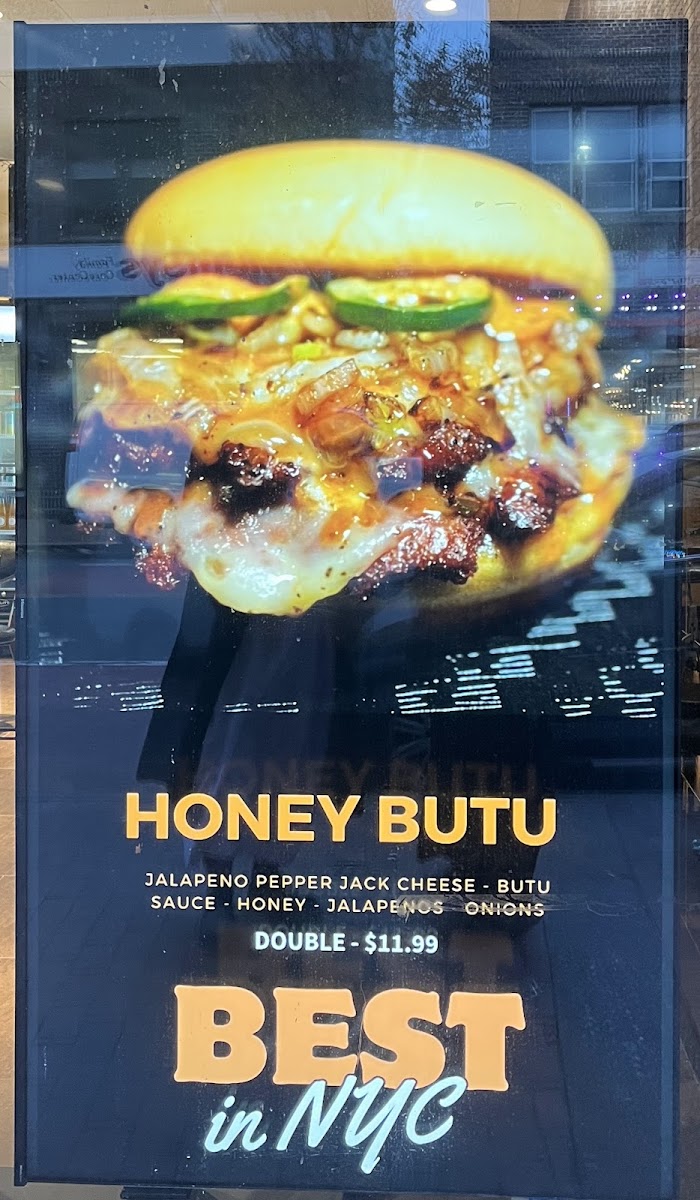 HONEY BUTU
JALAPENO PEPPER JACK CHEESE - BUTU
SAUCE - HONEY - JALAPENOS - ONIONS
DOUBLE - $11.99
BEST
in NYC